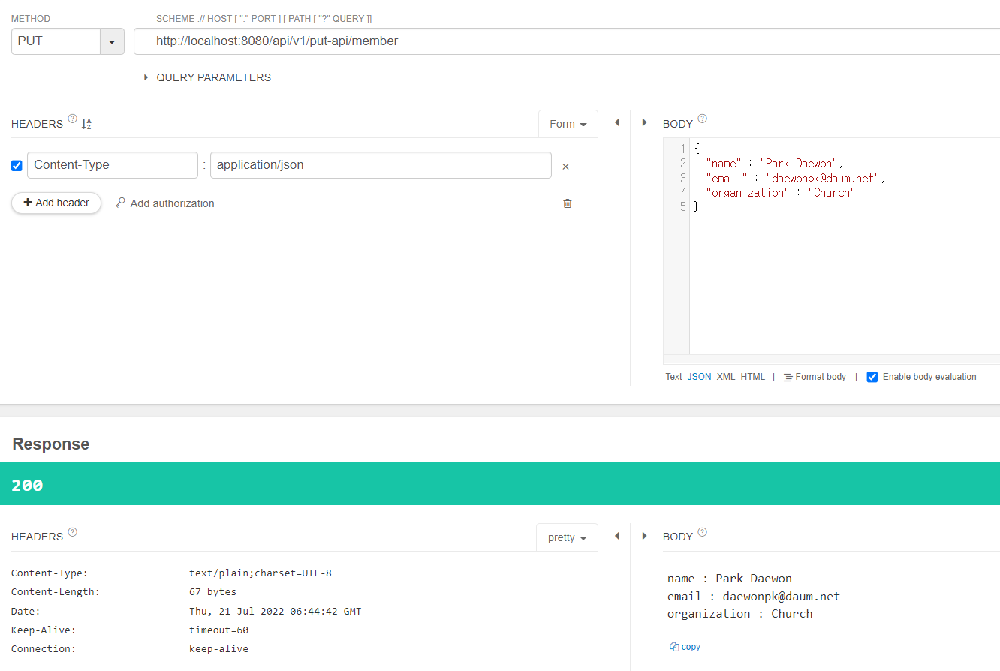 METHOD
SCHEME :// HOST [ ":" PORT ] [ PATH [ "?" QUERY ]]
PUT
http://localhost:8080/api/v1/put-api/member
QUERY PARAMETERS
HEADERS ?
Form
BODY ?
Content-Type : application/json
Add header
Add authorization
1 {
2 "name" : "Park Daewon",
3 "email" : "daewonpk@daum.net",
4 "organization" : "Church"
5 }
Text JSON XML HTML | Format body | Enable body evaluation
Response
200
HEADERS ?
pretty
BODY ?
Content-Type: text/plain;charset=UTF-8
Content-Length: 67 bytes
Date: Thu, 21 Jul 2022 06:44:42 GMT
Keep-Alive: timeout=60
Connection: keep-alive
name : Park Daewon
email : daewonpk@daum.net
organization : Church
copy